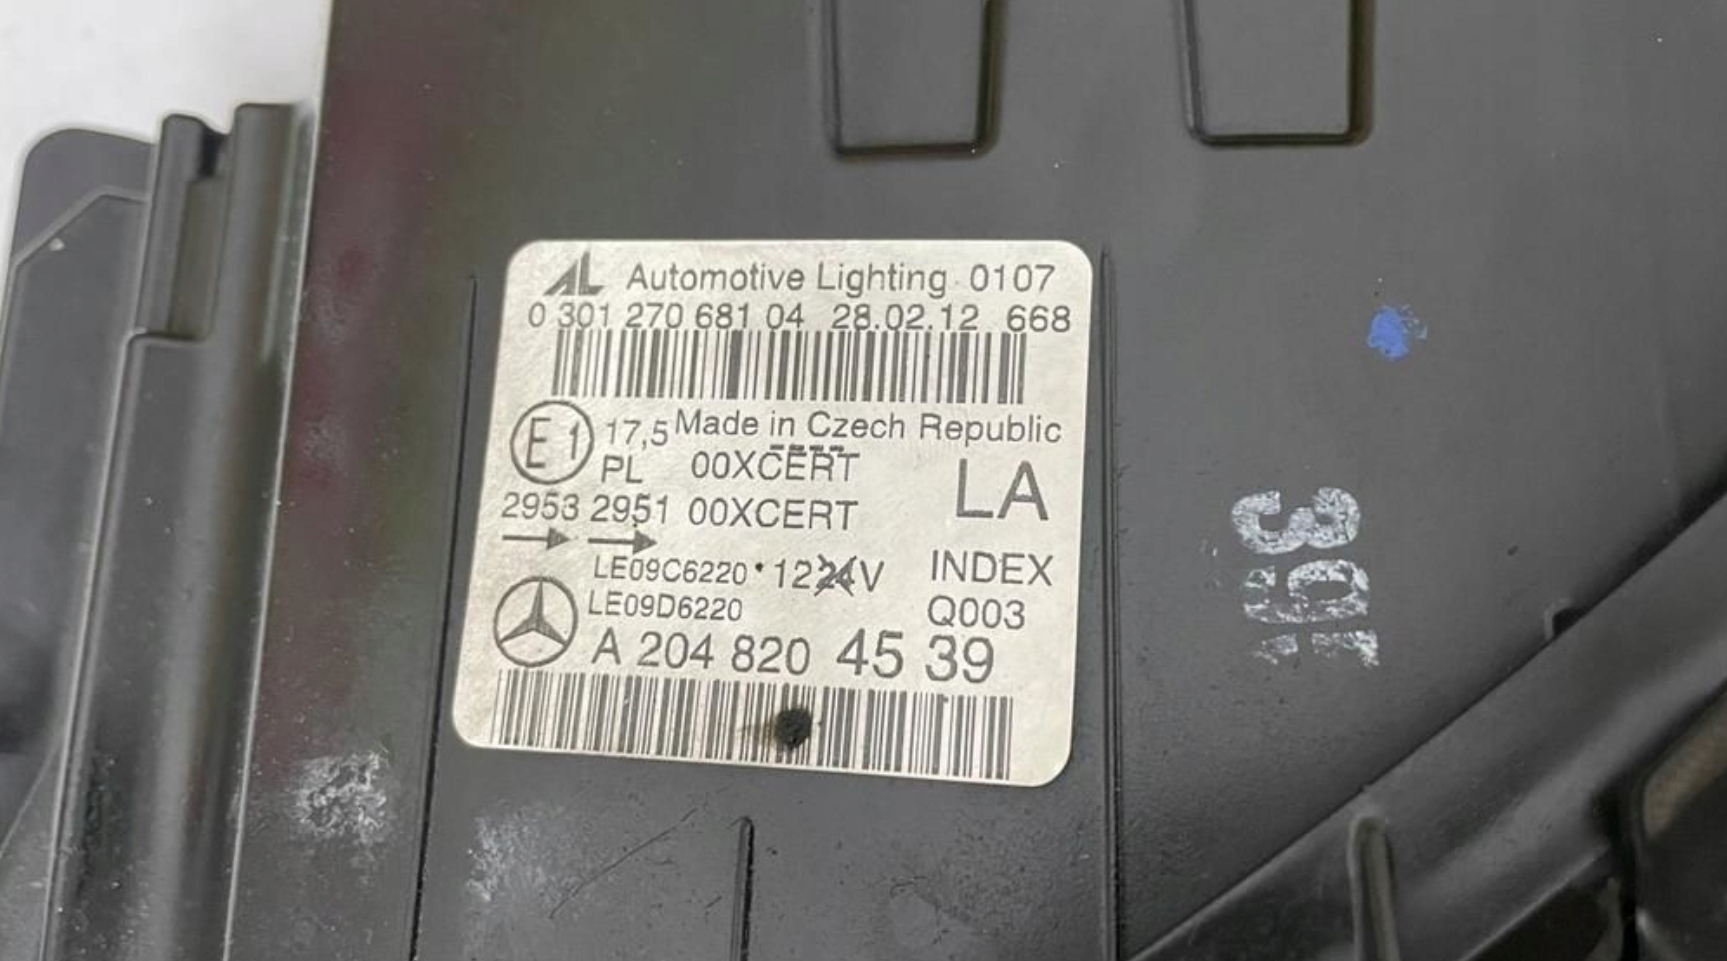 AL Automotive Lighting 0107
0 301 270 681 04 28.02.12 668
E1 17,5 Made in Czech Republic
PL 00XCERT LA
2953 2951 00XCERT
LE09C6220 • 1224V INDEX
LE09D6220 Q003
A 204 820 45 39